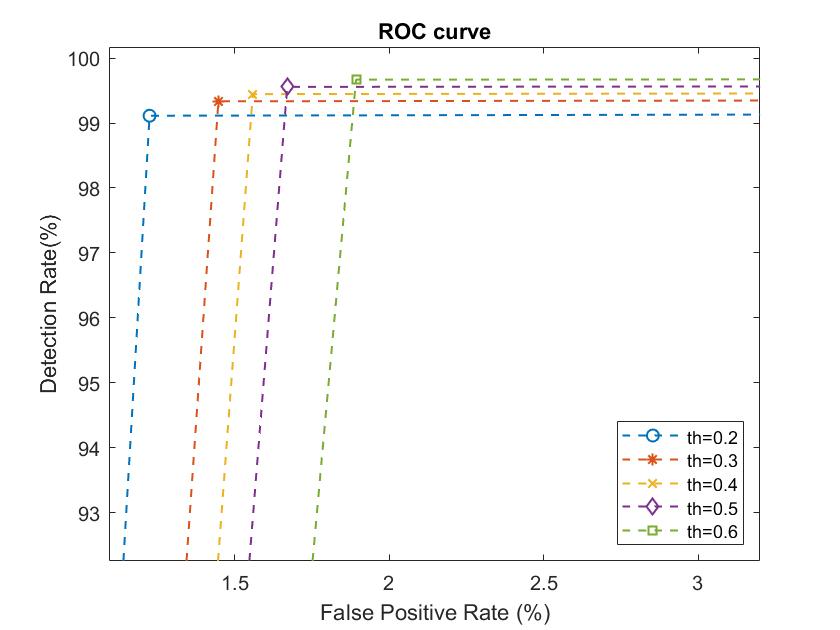 ROC curve
100
99
98
97
96
95
94
93
Detection Rate(%)
th=0.2
th=0.3
th=0.4
th=0.5
th=0.6
1.5 2 2.5 3
False Positive Rate (%)